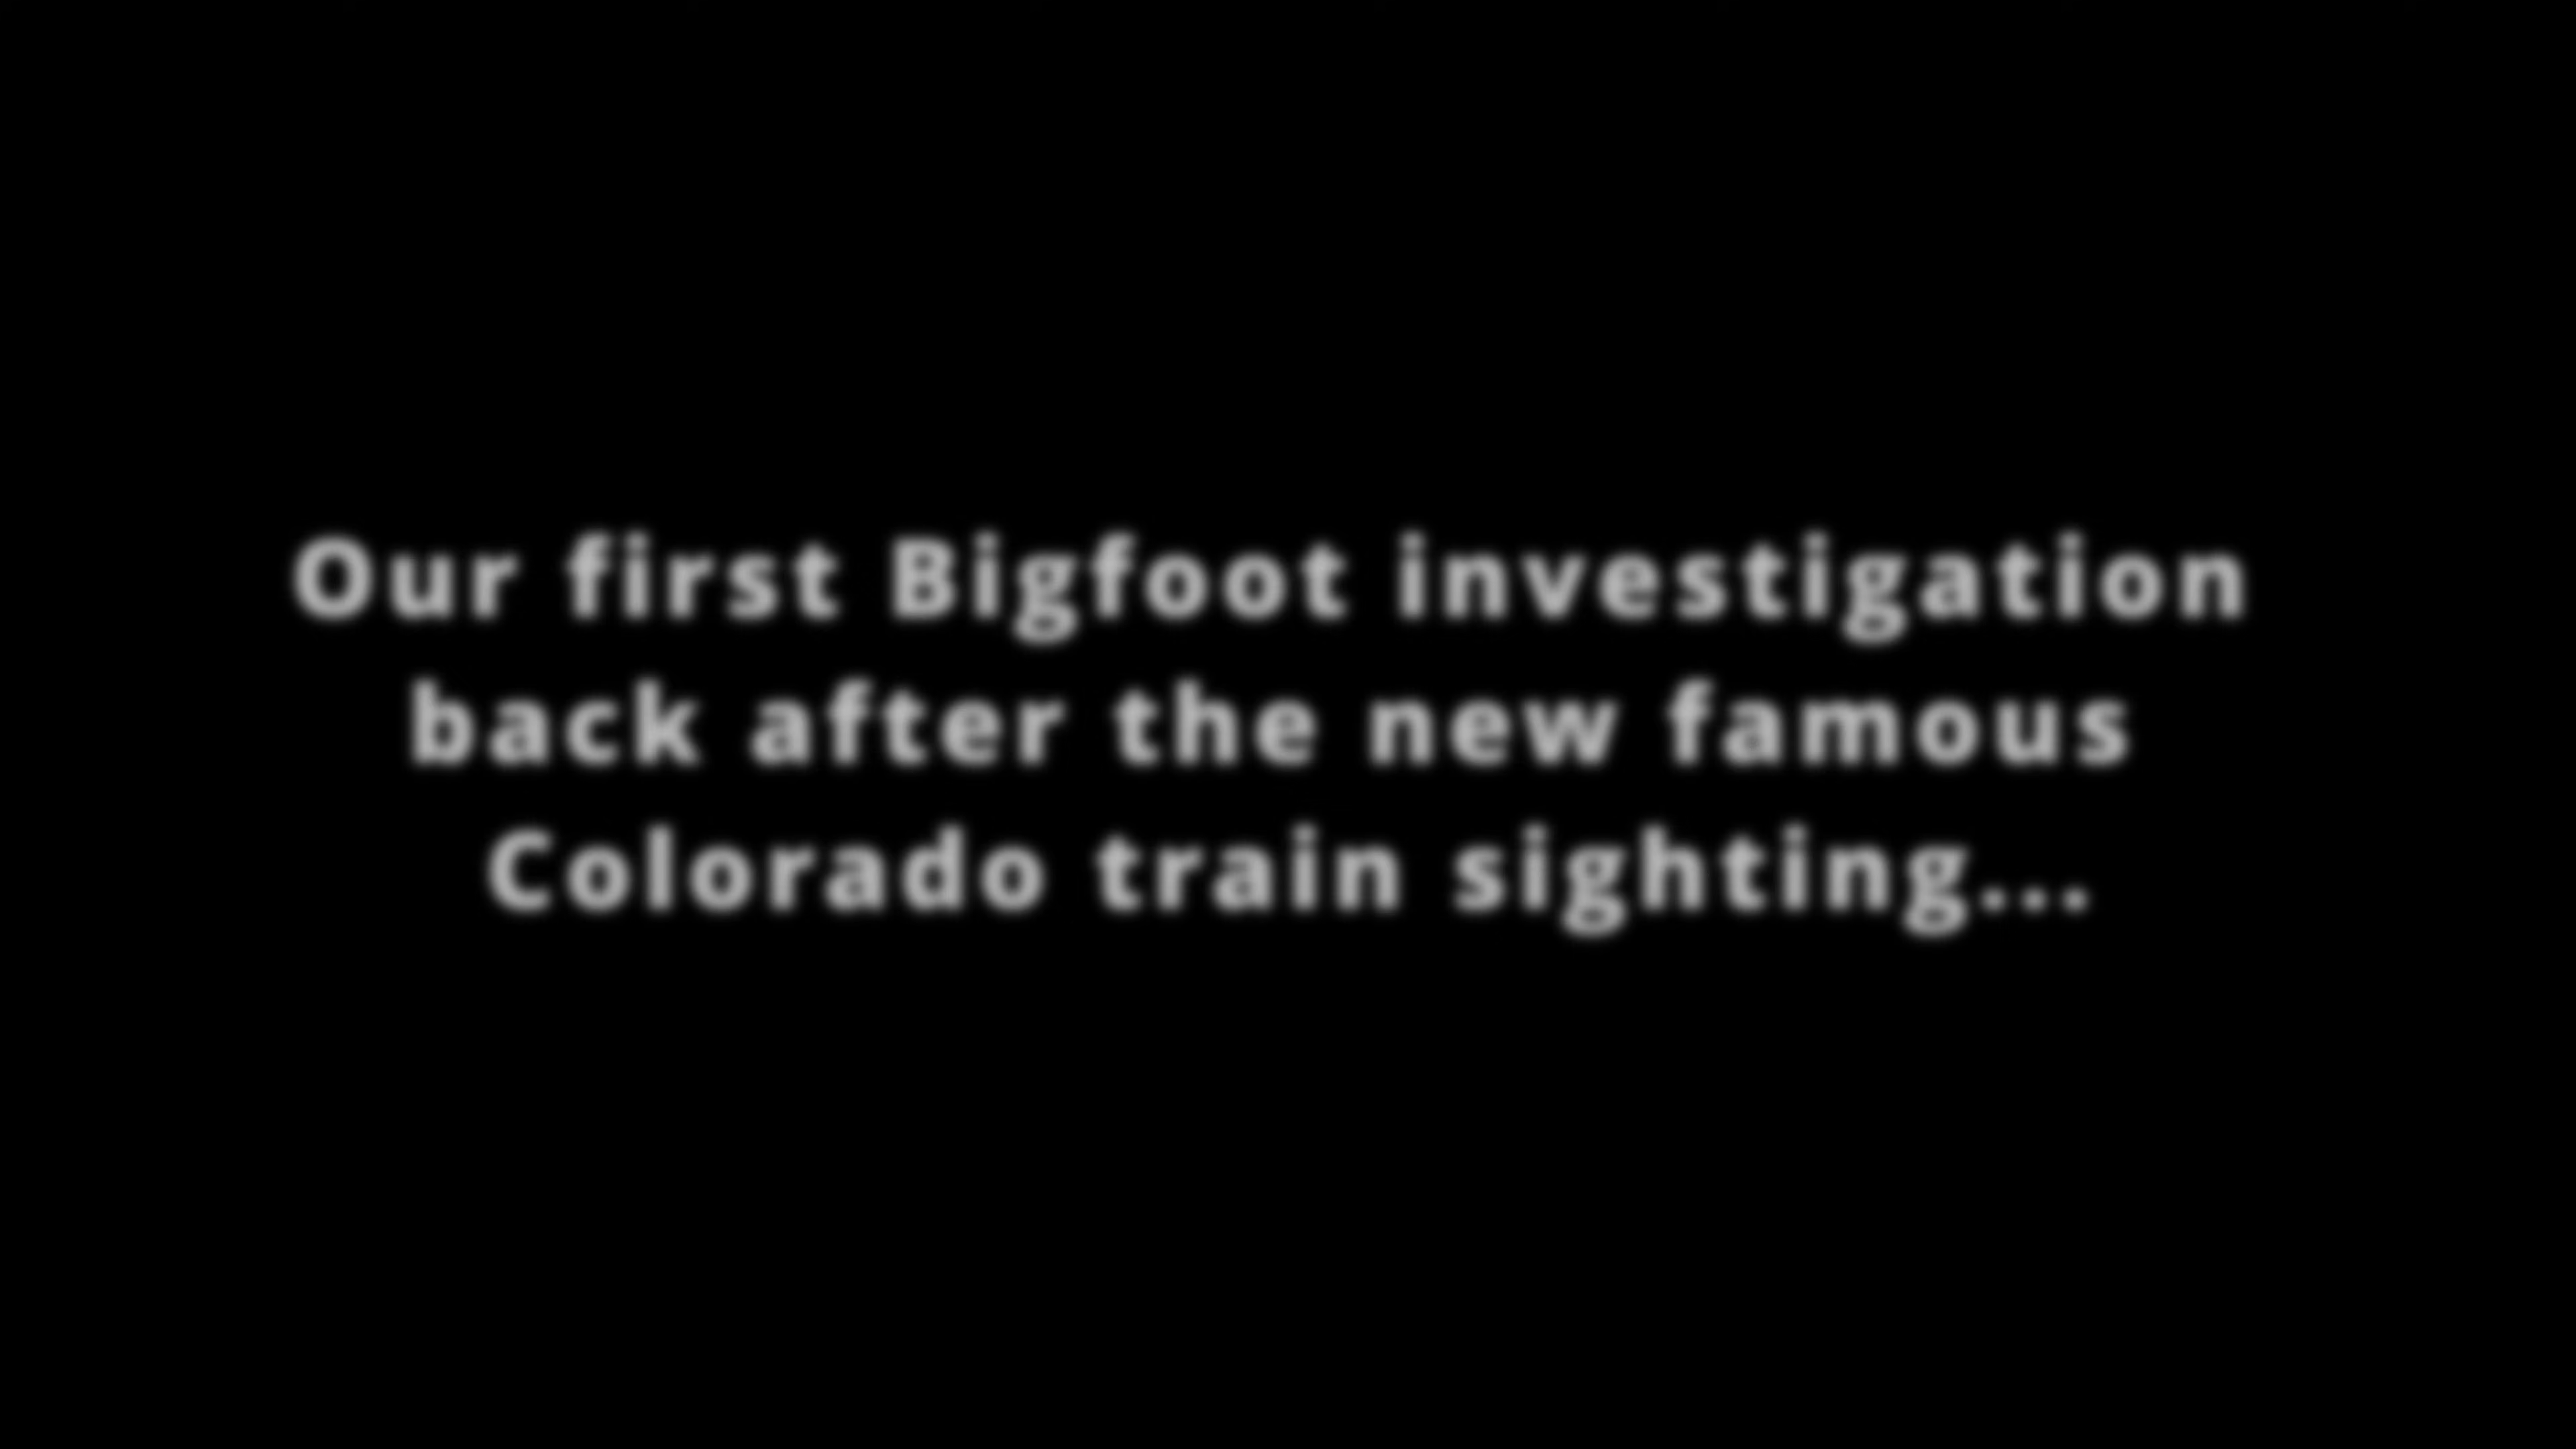 Our first Bigfoot investigation
back after the new famous
Colorado train sighting...